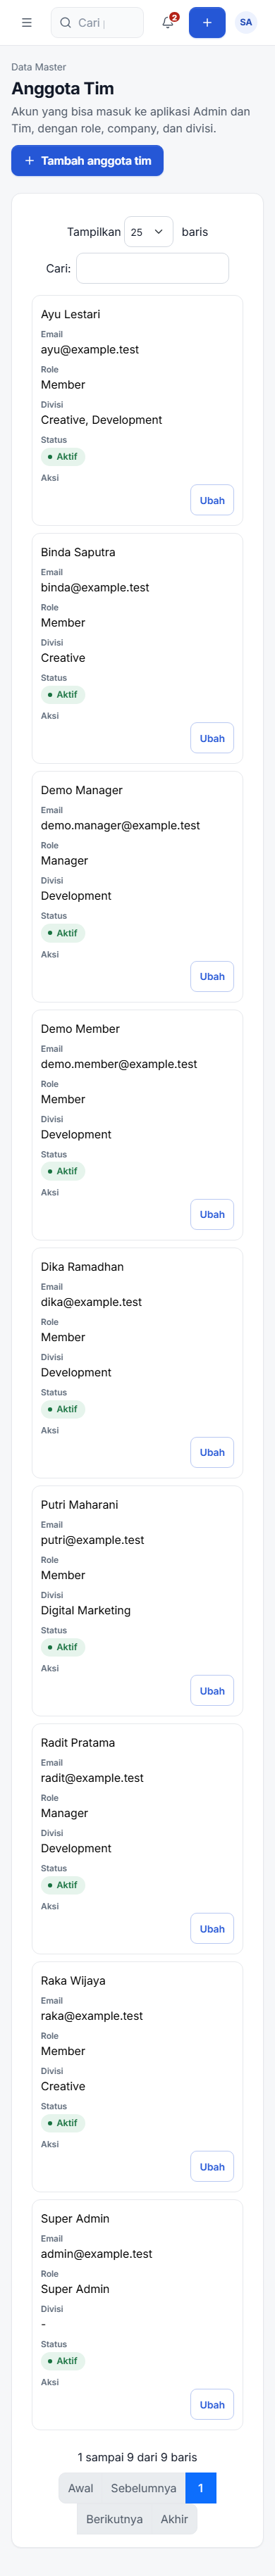 Cari
2
SA
Data Master
Anggota Tim
Akun yang bisa masuk ke aplikasi Admin dan
Tim, dengan role, company, dan divisi.
Tambah anggota tim
Tampilkan 25 baris
Cari:
Ayu Lestari
Email
ayu@example.test
Role
Member
Divisi
Creative, Development
Status
Aktif
Aksi
Ubah
Binda Saputra
Email
binda@example.test
Role
Member
Divisi
Creative
Status
Aktif
Aksi
Ubah
Demo Manager
Email
demo.manager@example.test
Role
Manager
Divisi
Development
Status
Aktif
Aksi
Ubah
Demo Member
Email
demo.member@example.test
Role
Member
Divisi
Development
Status
Aktif
Aksi
Ubah
Dika Ramadhan
Email
dika@example.test
Role
Member
Divisi
Development
Status
Aktif
Aksi
Ubah
Putri Maharani
Email
putri@example.test
Role
Member
Divisi
Digital Marketing
Status
Aktif
Aksi
Ubah
Radit Pratama
Email
radit@example.test
Role
Manager
Divisi
Development
Status
Aktif
Aksi
Ubah
Raka Wijaya
Email
raka@example.test
Role
Member
Divisi
Creative
Status
Aktif
Aksi
Ubah
Super Admin
Email
admin@example.test
Role
Super Admin
Divisi
-
Status
Aktif
Aksi
Ubah
1 sampai 9 dari 9 baris
Awal Sebelumnya 1
Berikutnya Akhir